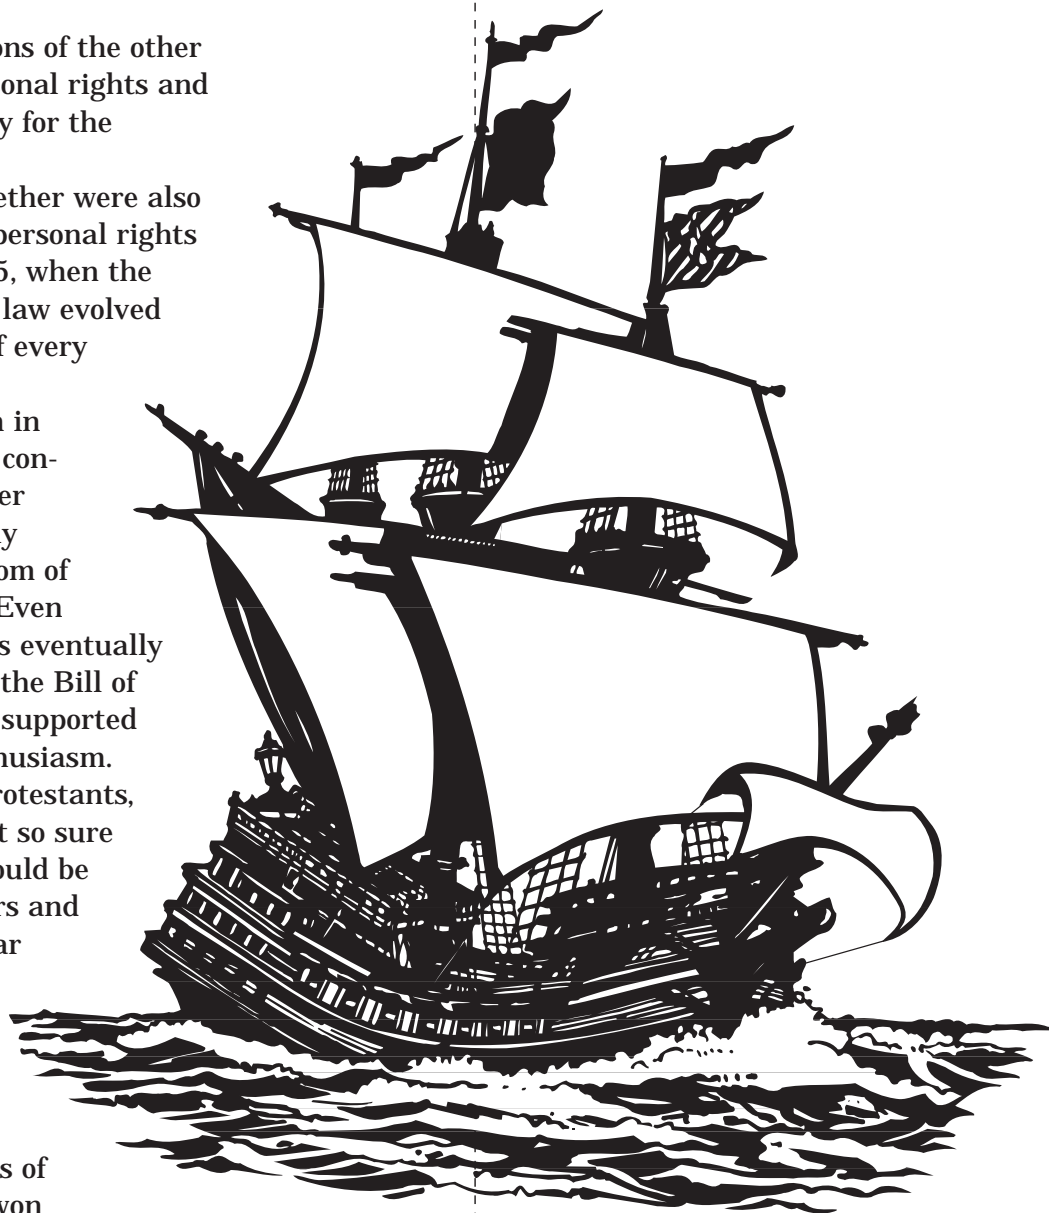 ons of the other
onal rights and
y for the
ether were also
personal rights
5, when the
law evolved
f every
n in
con-
er
ly
om of
Even
s eventually
the Bill of
supported
husiasm.
rotestants,
t so sure
ould be
rs and
ar
s of
von